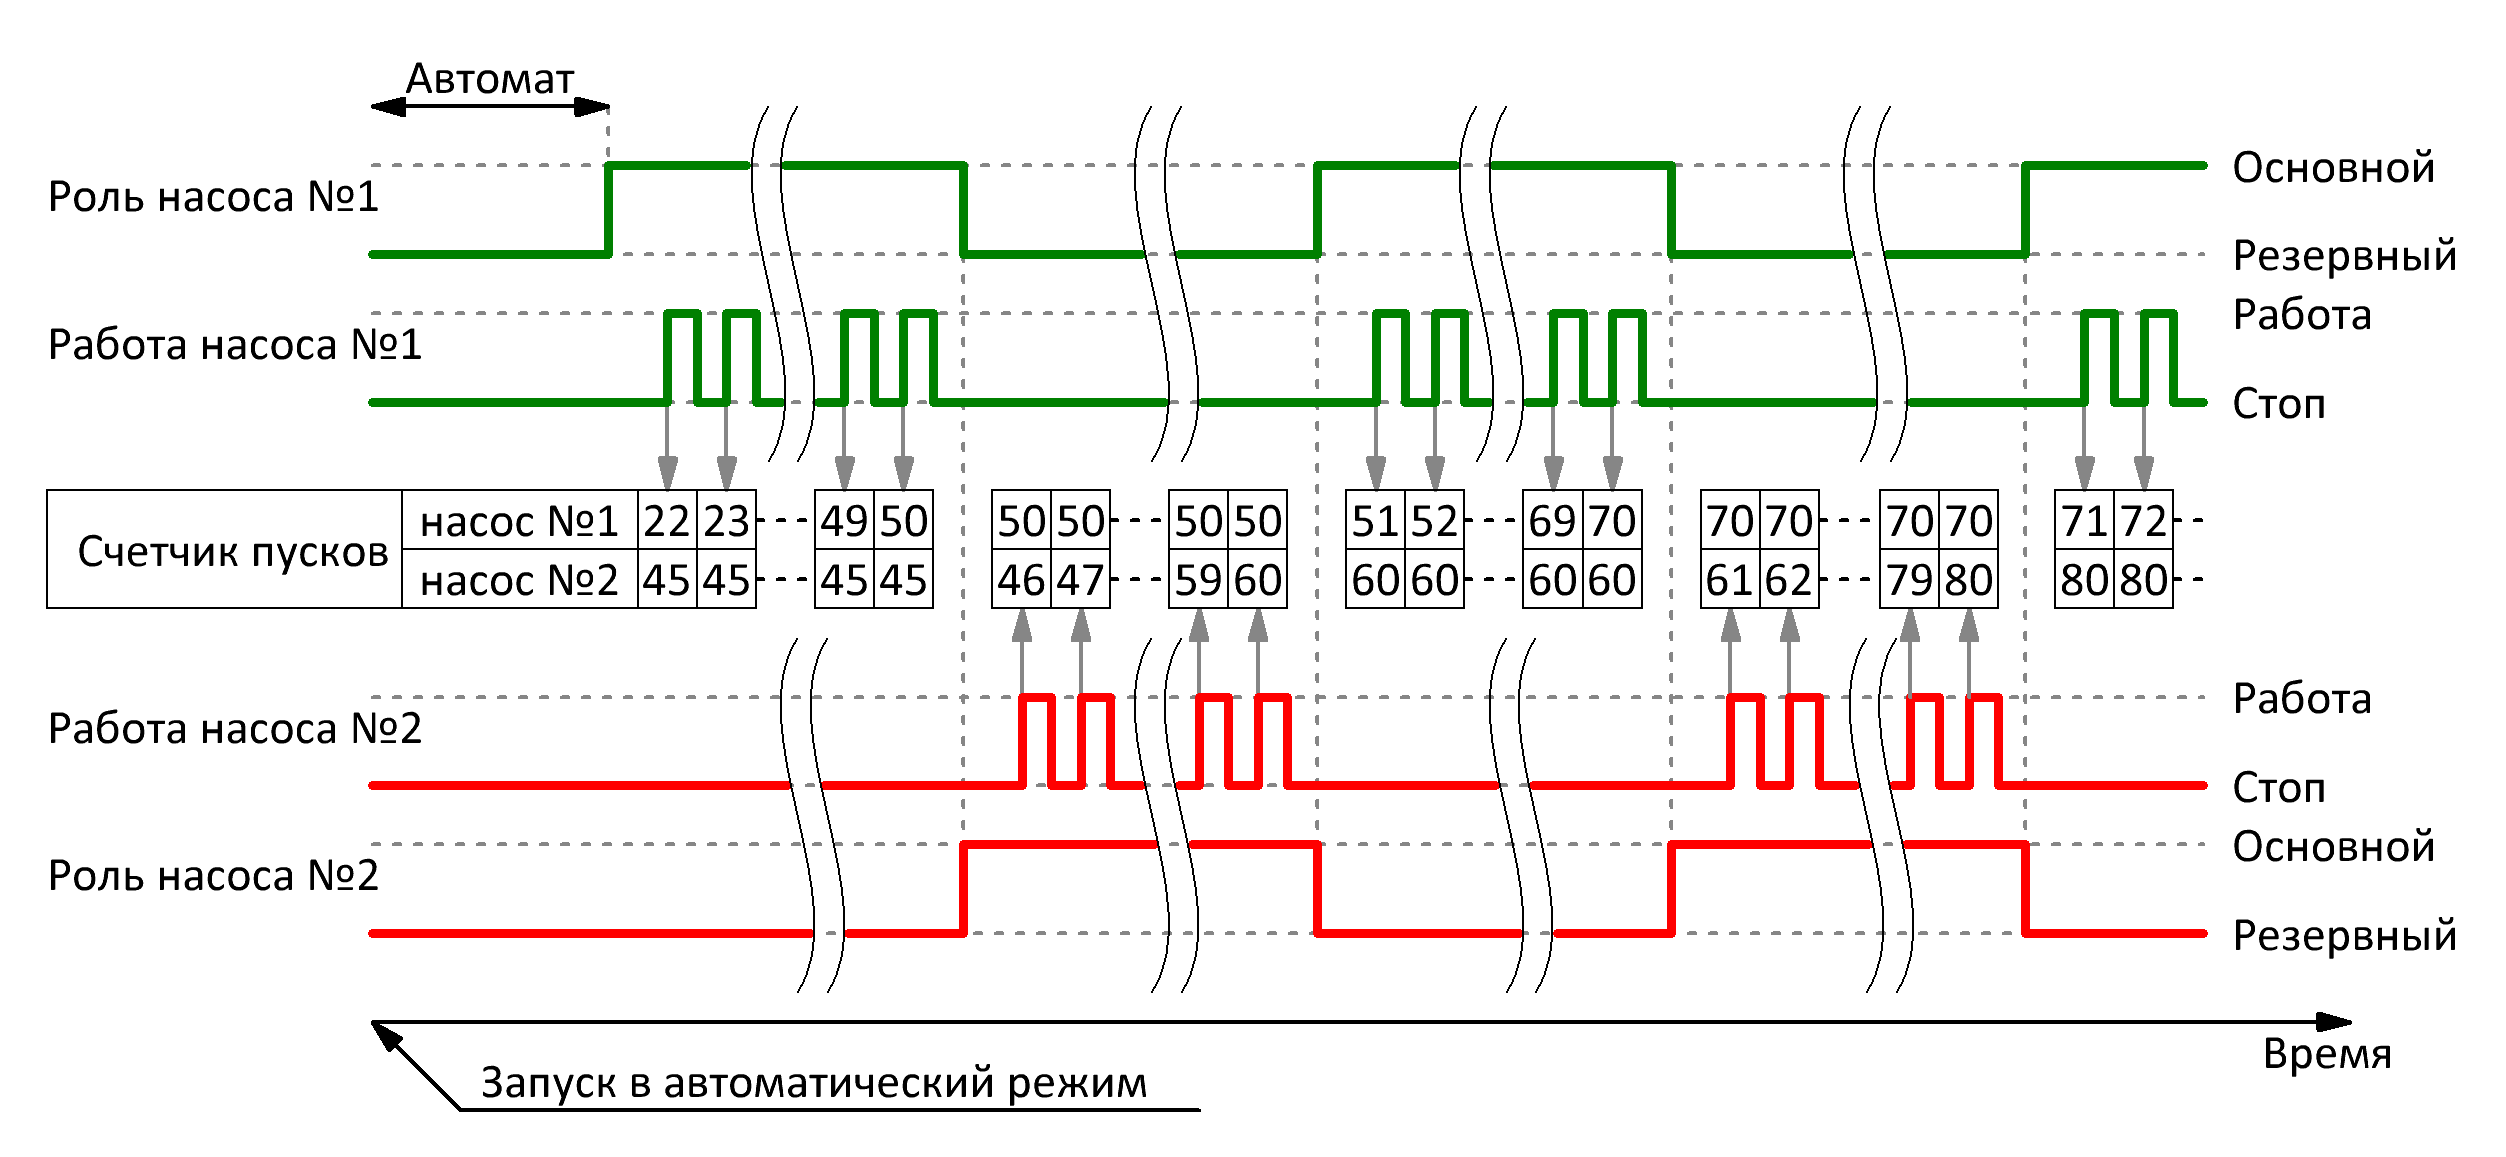 Автомат
Основной
Роль насоса №1
Резервный
Работа
Работа насоса №1
Стоп
Счетчик пусков
насос №1 22 23 49 50 50 50 50 50 51 52 69 70 70 70 70 70 71 72
насос №2 45 45 45 45 46 47 59 60 60 60 60 60 61 62 79 80 80 80
Работа
Работа насоса №2
Стоп
Основной
Роль насоса №2
Резервный
Время
Запуск в автоматический режим